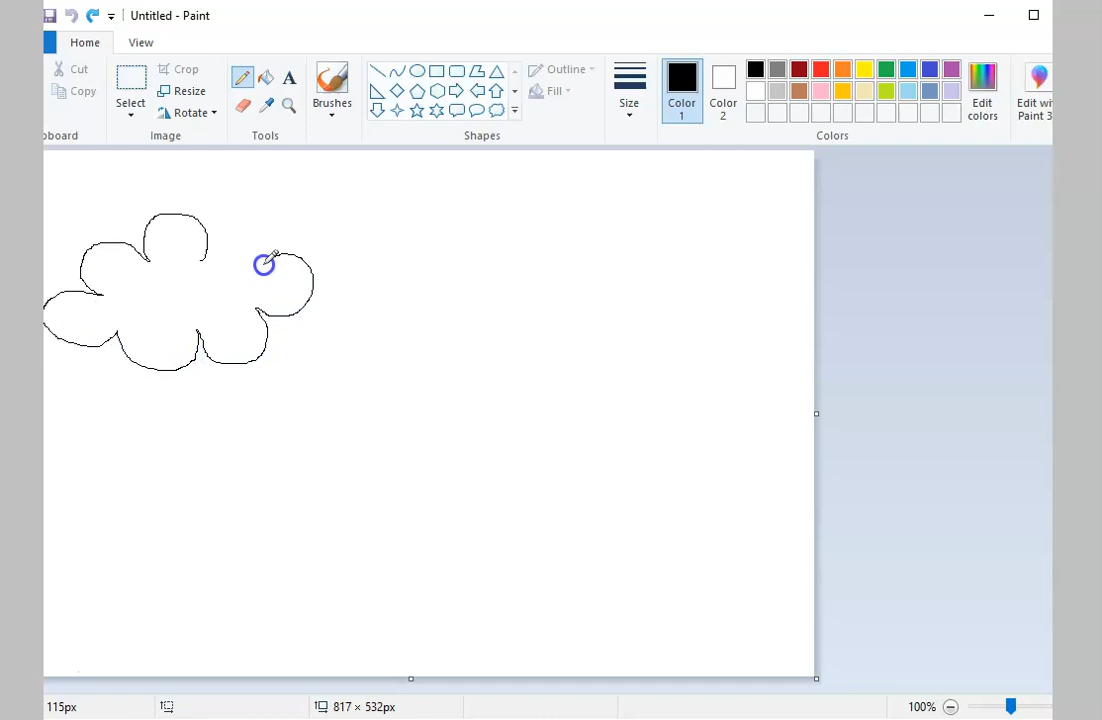 Untitled - Paint
Home View
Cut
Copy
Select
Crop
Resize
Rotate
A
Brushes
Outline
Fill
Size
Color 1
Color 2
Edit colors
Edit wi
Paint 3
board
Image
Tools
Shapes
Colors
115px
817 × 532px
100%